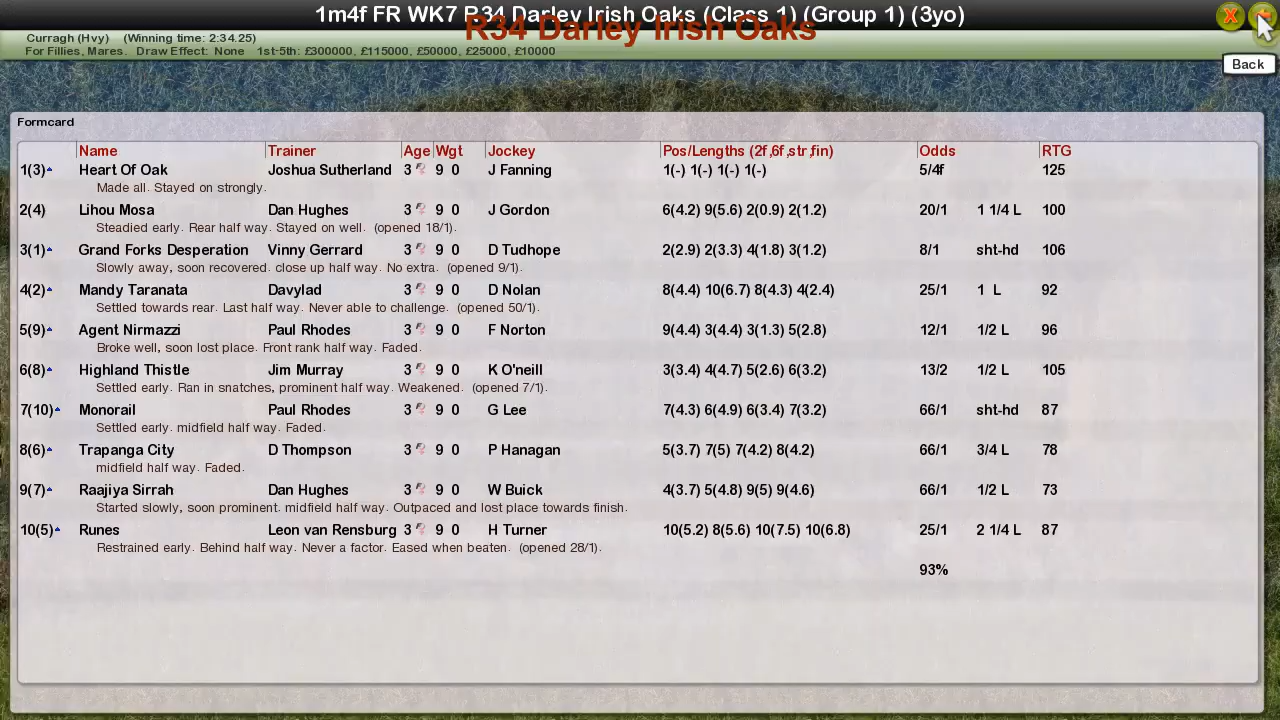 1m4f FR WK7 R34 Darley Irish Oaks (Class 1) (Group 1) (3yo)
R34 Darley Irish Oaks
Curragh (Hvy) (Winning time: 2:34.25)
For Fillies, Mares. Draw Effect: None 1st-5th: £300000, £115000, £50000, £25000, £10000
Back
Formcard
Name Trainer Age Wgt Jockey Pos/Lengths (2f,6f,str,fin) Odds RTG
1(3) Heart Of Oak Joshua Sutherland 3 9 0 J Fanning 1(-) 1(-) 1(-) 1(-) 5/4f 125
Made all. Stayed on strongly.
2(4) Lihou Mosa Dan Hughes 3 9 0 J Gordon 6(4.2) 9(5.6) 2(0.9) 2(1.2) 20/1 1 1/4 L 100
Steadied early. Rear half way. Stayed on well. (opened 18/1).
3(1) Grand Forks Desperation Vinny Gerrard 3 9 0 D Tudhope 2(2.9) 2(3.3) 4(1.8) 3(1.2) 8/1 sht-hd 106
Slowly away, soon recovered. close up half way. No extra. (opened 9/1).
4(2) Mandy Taranata Davylad 3 9 0 D Nolan 8(4.4) 10(6.7) 8(4.3) 4(2.4) 25/1 1 L 92
Settled towards rear. Last half way. Never able to challenge. (opened 50/1).
5(9) Agent Nirmazzi Paul Rhodes 3 9 0 F Norton 9(4.4) 3(4.4) 3(1.3) 5(2.8) 12/1 1/2 L 96
Broke well, soon lost place. Front rank half way. Faded.
6(8) Highland Thistle Jim Murray 3 9 0 K O'neill 3(3.4) 4(4.7) 5(2.6) 6(3.2) 13/2 1/2 L 105
Settled early. Ran in snatches, prominent half way. Weakened. (opened 7/1).
7(10) Monorail Paul Rhodes 3 9 0 G Lee 7(4.3) 6(4.9) 6(3.4) 7(3.2) 66/1 sht-hd 87
Settled early. midfield half way. Faded.
8(6) Trapanga City D Thompson 3 9 0 P Hanagan 5(3.7) 7(5) 7(4.2) 8(4.2) 66/1 3/4 L 78
midfield half way. Faded.
9(7) Raajiya Sirrah Dan Hughes 3 9 0 W Buick 4(3.7) 5(4.8) 9(5) 9(4.6) 66/1 1/2 L 73
Started slowly, soon prominent. midfield half way. Outpaced and lost place towards finish.
10(5) Runes Leon van Rensburg 3 9 0 H Turner 10(5.2) 8(5.6) 10(7.5) 10(6.8) 25/1 2 1/4 L 87
Restrained early. Behind half way. Never a factor. Eased when beaten. (opened 28/1).
93%